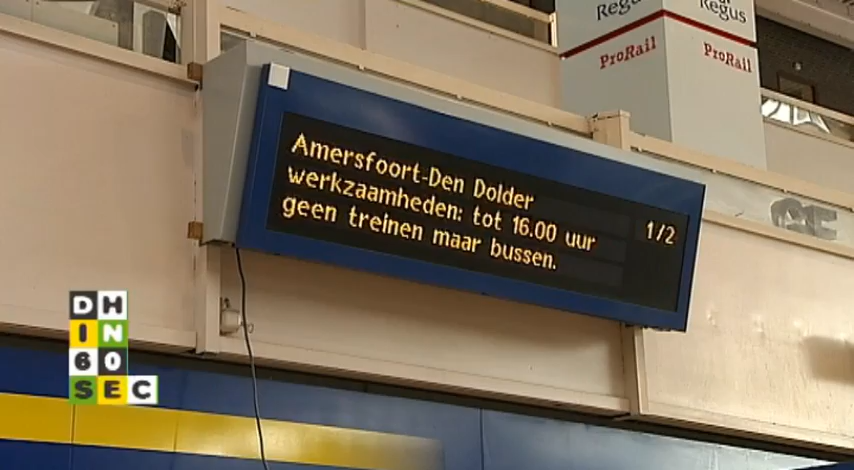 Regus
Regus
ProRail
ProRail
Amersfoort-Den Dolder
werkzaamheden: tot 16.00 uur 1/2
geen treinen maar bussen.
DH
IN
60
SEC